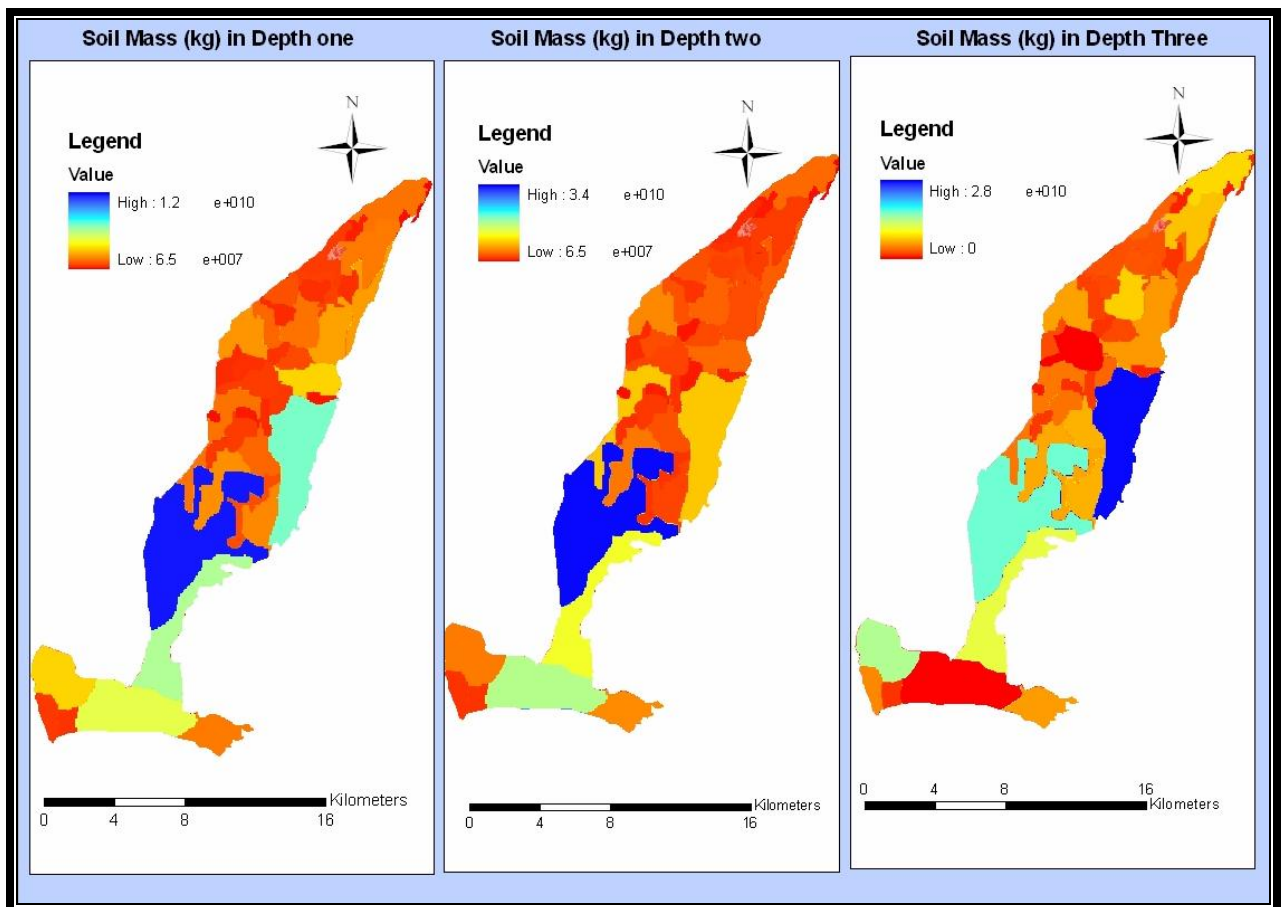 Soil Mass (kg) in Depth one
N
Legend
Value
High : 1.2 e+010
Low : 6.5 e+007
Kilometers
0 4 8 16
Soil Mass (kg) in Depth two
N
Legend
Value
High : 3.4 e+010
Low : 6.5 e+007
Kilometers
0 4 8 16
Soil Mass (kg) in Depth Three
N
Legend
Value
High : 2.8 e+010
Low : 0
0 4 8 16
Kilometers